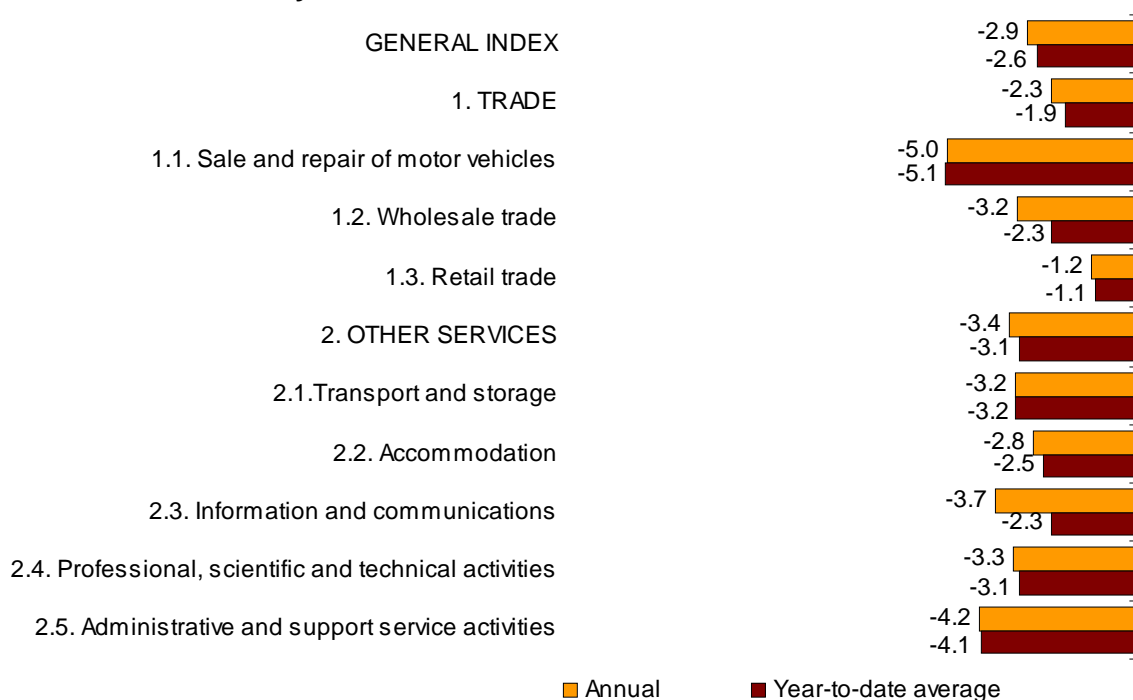 GENERAL INDEX
-2.9
-2.6
1. TRADE
-2.3
-1.9
1.1. Sale and repair of motor vehicles
-5.0
-5.1
1.2. Wholesale trade
-3.2
-2.3
1.3. Retail trade
-1.2
-1.1
2. OTHER SERVICES
-3.4
-3.1
2.1.Transport and storage
-3.2
-3.2
2.2. Accommodation
-2.8
-2.5
2.3. Information and communications
-3.7
-2.3
2.4. Professional, scientific and technical activities
-3.3
-3.1
2.5. Administrative and support service activities
-4.2
-4.1
Annual
Year-to-date average